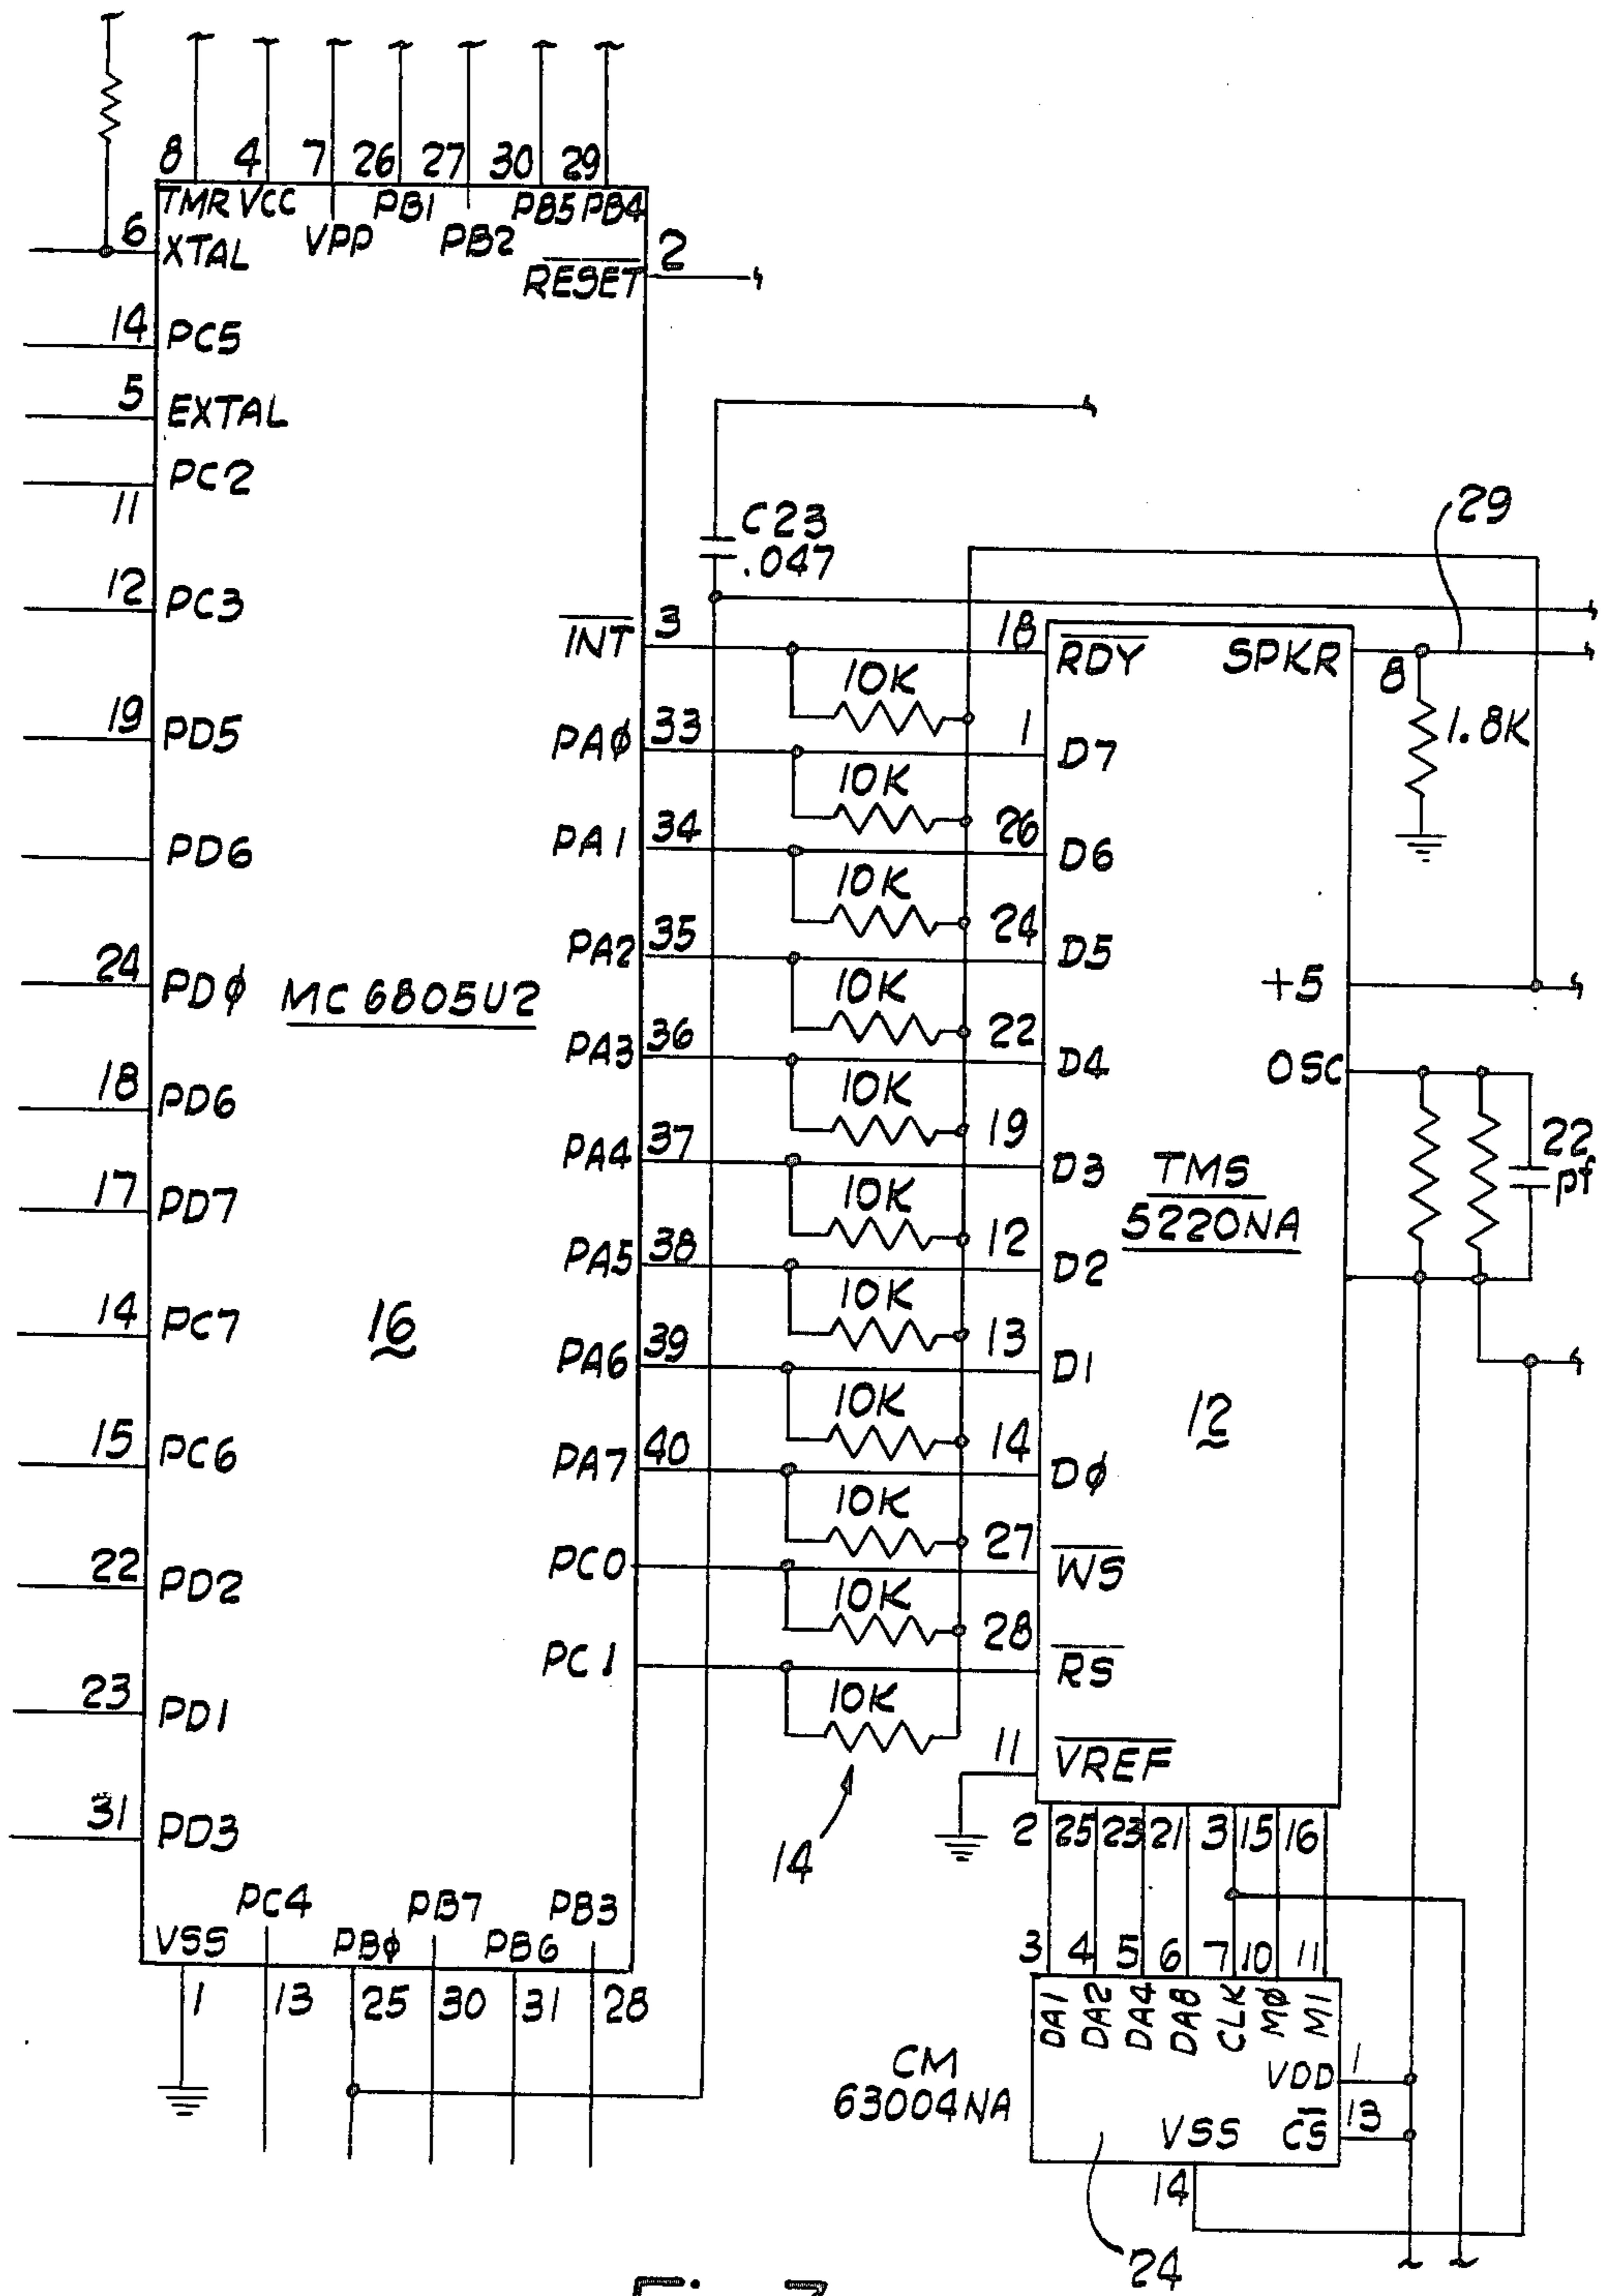 8 4 7 26 27 30 29
TMR VCC VPP PB1 PB2 PB5 PB4
6 XTAL
RESET 2
14 PC5
5 EXTAL
PC2
11
12 PC3
19 PD5
PD6
24 PDφ
18 PD6
17 PD7
14 PC7
15 PC6
22 PD2
23 PD1
31 PD3
MC 6805U2
16
INT 3
PAφ 33
PA1 34
PA2 35
PA3 36
PA4 37
PA5 38
PA6 39
PA7 40
PC0
PC1
VSS PC4 PBφ PB7 PB6 PB3
1 13 25 30 31 28
C23
.047
10K
10K
10K
10K
10K
10K
10K
10K
10K
10K
10K
14
18 RDY
1 D7
26 D6
24 D5
22 D4
19 D3
12 D2
13 D1
14 Dφ
27 WS
28 RS
11 VREF
TMS
5220NA
12
SPKR 8
29
1.8K
+5
OSC
22
pf
2 25 23 21 3 15 16
3 4 5 6 7 10 11
DA1 DA2 DA4 DA8 CLK Mφ M1
VDD 1
CS 13
VSS
14
CM
63004NA
24